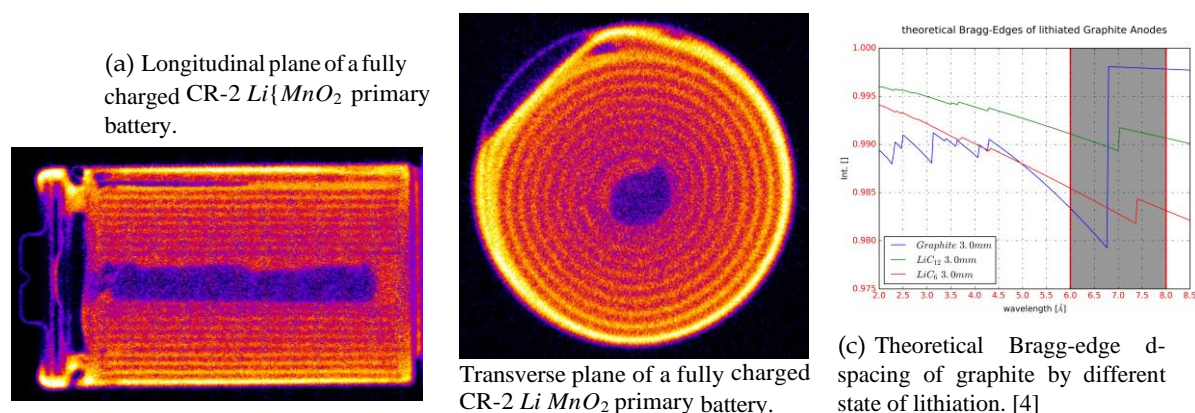 (a) Longitudinal plane of a fully
charged CR-2 Li{MnO2 primary
battery.
Transverse plane of a fully charged
CR-2 Li MnO2 primary battery.
theoretical Bragg-Edges of lithiated Graphite Anodes
1.000
0.995
0.990
0.985
0.980
0.975
Int. []
Graphite 3.0mm
LiC12 3.0mm
LiC6 3.0mm
2.0 2.5 3.0 3.5 4.0 4.5 5.0 5.5 6.0 6.5 7.0 7.5 8.0 8.5
wavelength [Å]
(c) Theoretical Bragg-edge d-
spacing of graphite by different
state of lithiation. [4]